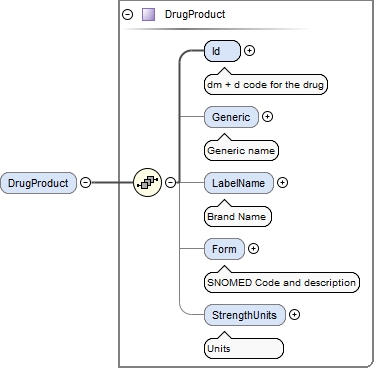 DrugProduct
Id
dm + d code for the drug
Generic
Generic name
DrugProduct
LabelName
Brand Name
Form
SNOMED Code and description
StrengthUnits
Units